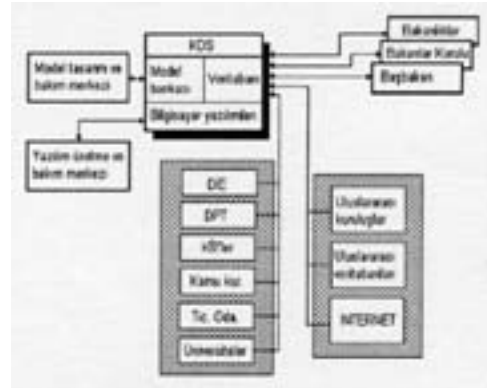 KDS
Model
bankası
Veritabanı
Bilgisayar yazılımları
Model tasarım ve
bakım merkezi
Yazılım üretme ve
bakım merkezi
Bakanlıklar
Bakanlar Kurulu
Başbakan
DİE
DPT
KİT'ler
Kamu kur.
Tic. Oda.
Üniversiteler
Uluslararası
kuruluşlar
Uluslararası
veritabanları
INTERNET